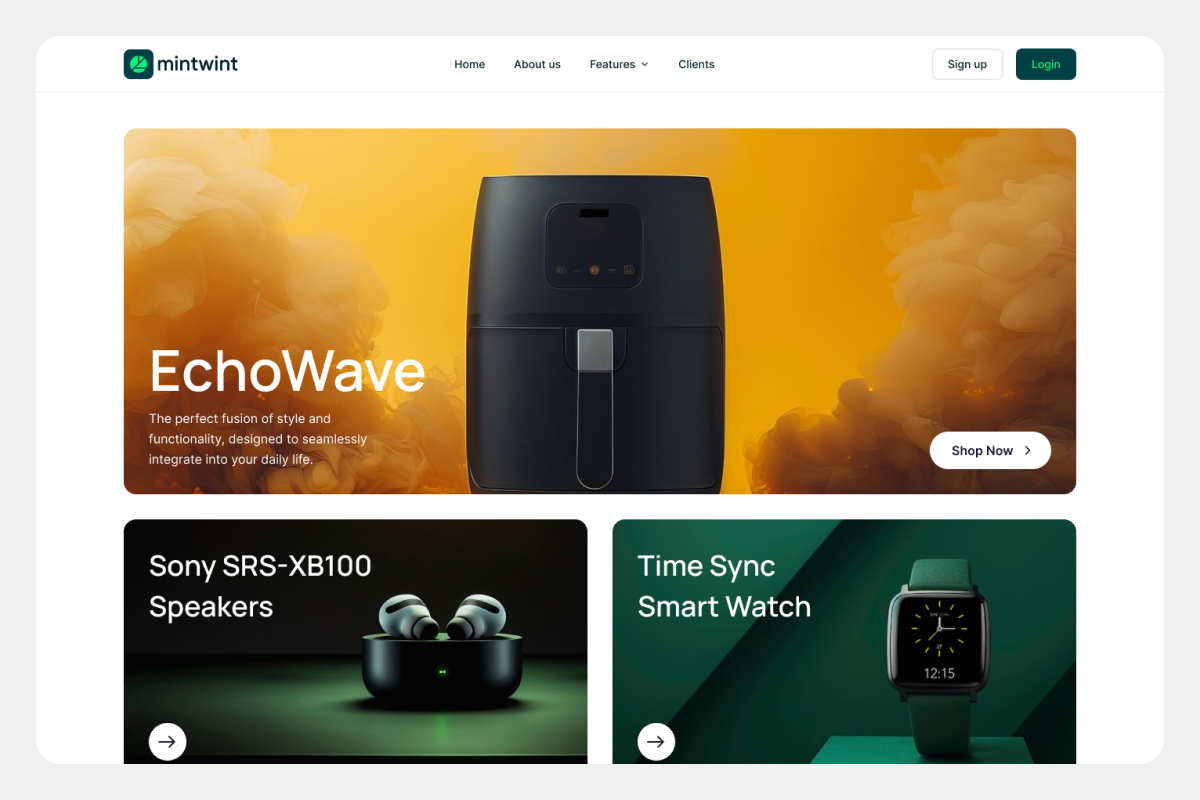 mintwint
Home
About us
Features
Clients
Sign up
Login
EchoWave
The perfect fusion of style and
functionality, designed to seamlessly
integrate into your daily life.
Shop Now
Sony SRS-XB100
Speakers
Time Sync
Smart Watch
12:15